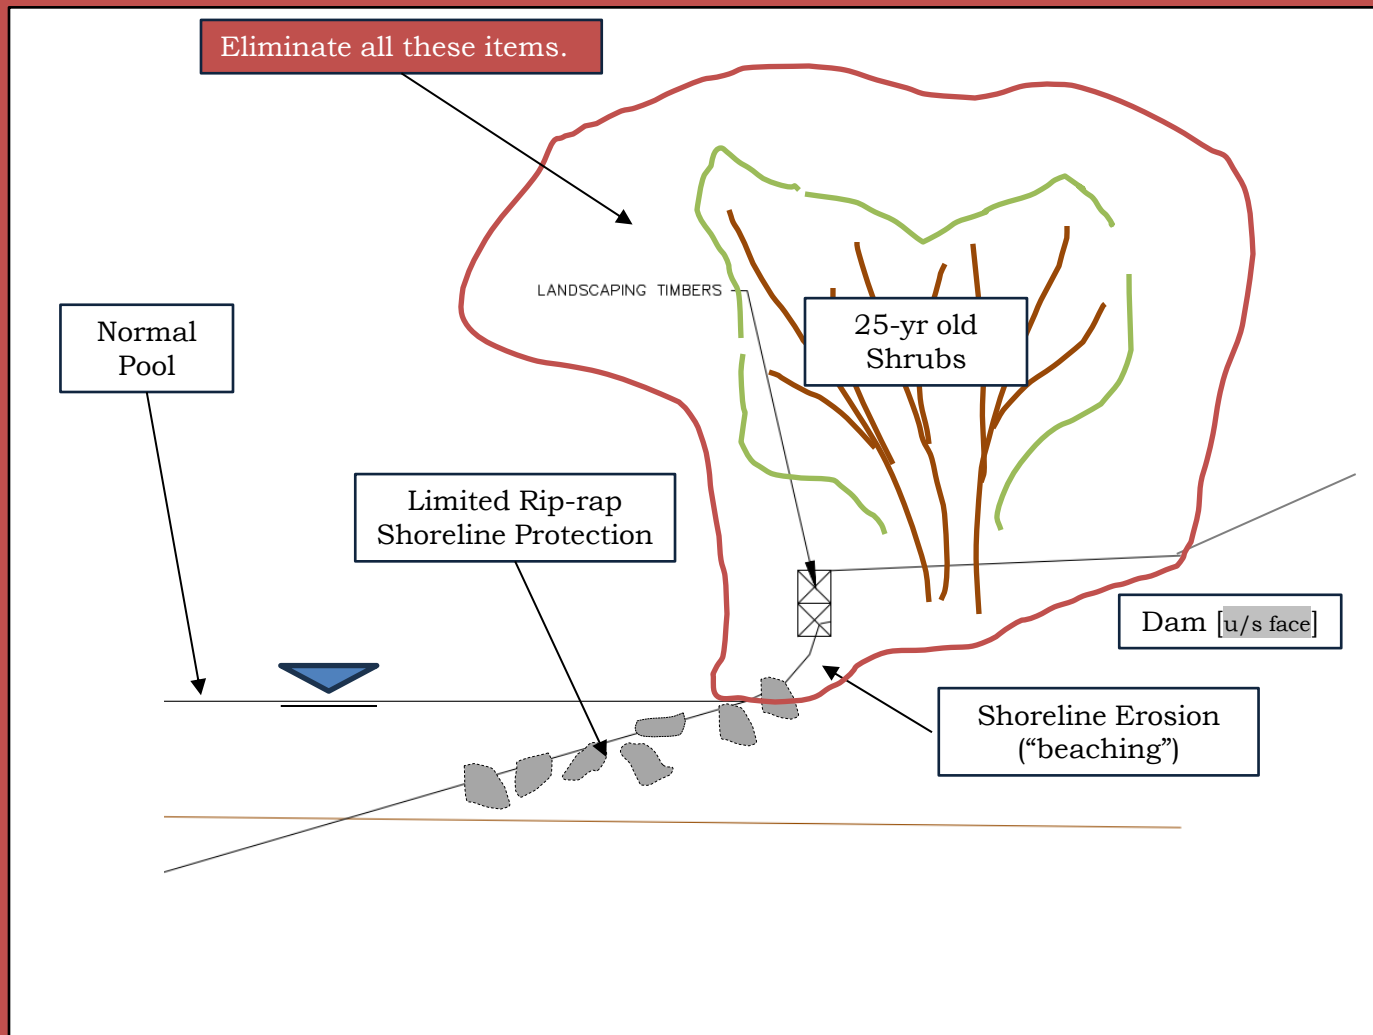 Eliminate all these items.
LANDSCAPING TIMBERS
25-yr old
Shrubs
Normal
Pool
Limited Rip-rap
Shoreline Protection
Dam [u/s face]
Shoreline Erosion
(“beaching”)